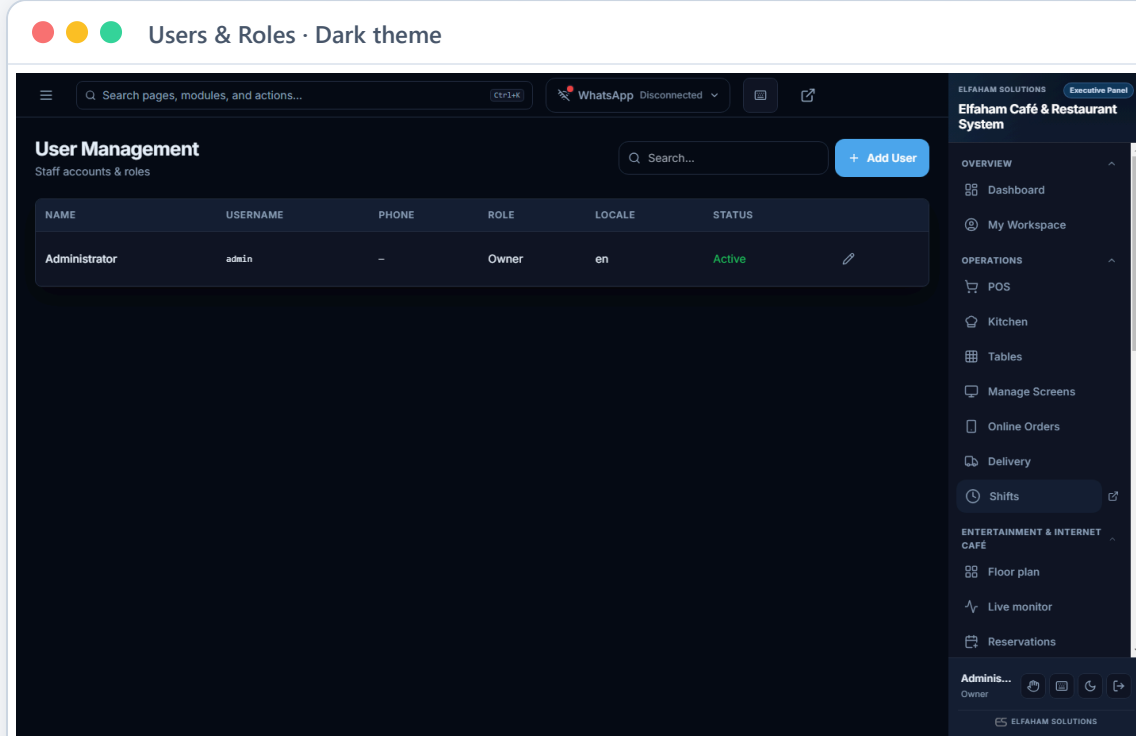 Users & Roles · Dark theme
Search pages, modules, and actions...
Ctrl+K
WhatsApp Disconnected
User Management
Staff accounts & roles
Search...
+ Add User
NAME USERNAME PHONE ROLE LOCALE STATUS
Administrator admin – Owner en Active
ELFAHAM SOLUTIONS
Executive Panel
Elfaham Café & Restaurant
System
OVERVIEW
Dashboard
My Workspace
OPERATIONS
POS
Kitchen
Tables
Manage Screens
Online Orders
Delivery
Shifts
ENTERTAINMENT & INTERNET
CAFÉ
Floor plan
Live monitor
Reservations
Adminis...
Owner
ES ELFAHAM SOLUTIONS